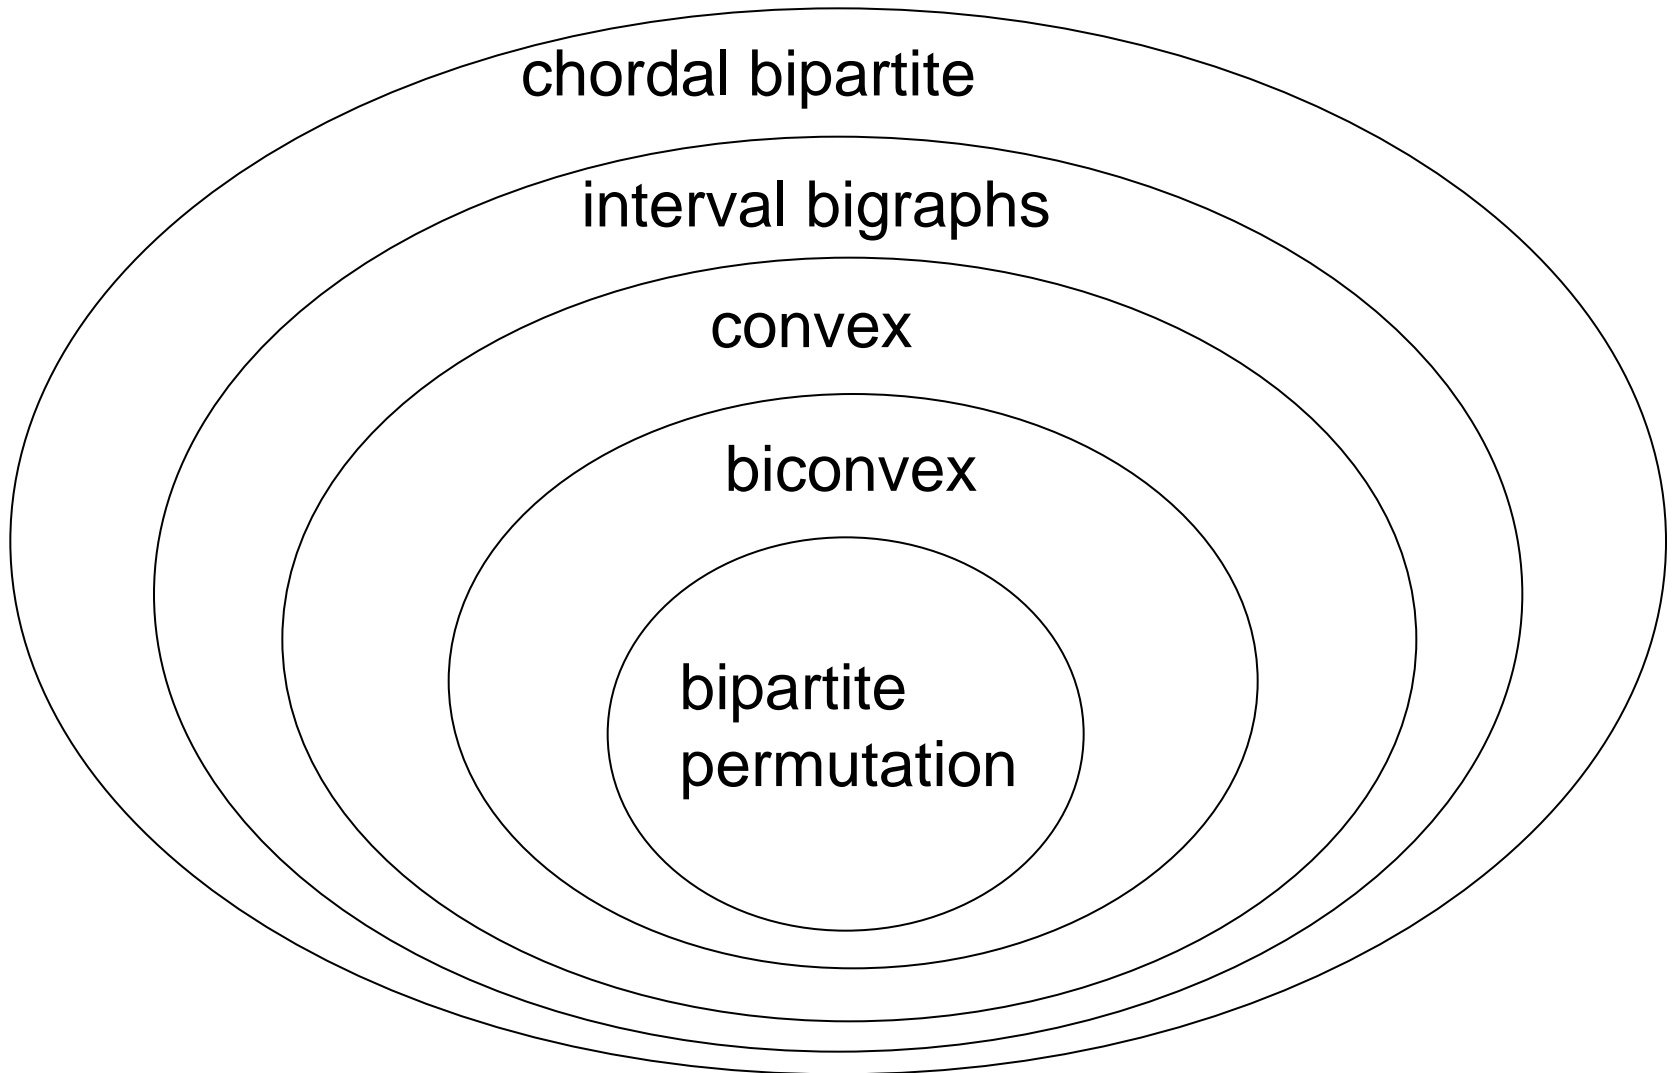 chordal bipartite
interval bigraphs
convex
biconvex
bipartite
permutation